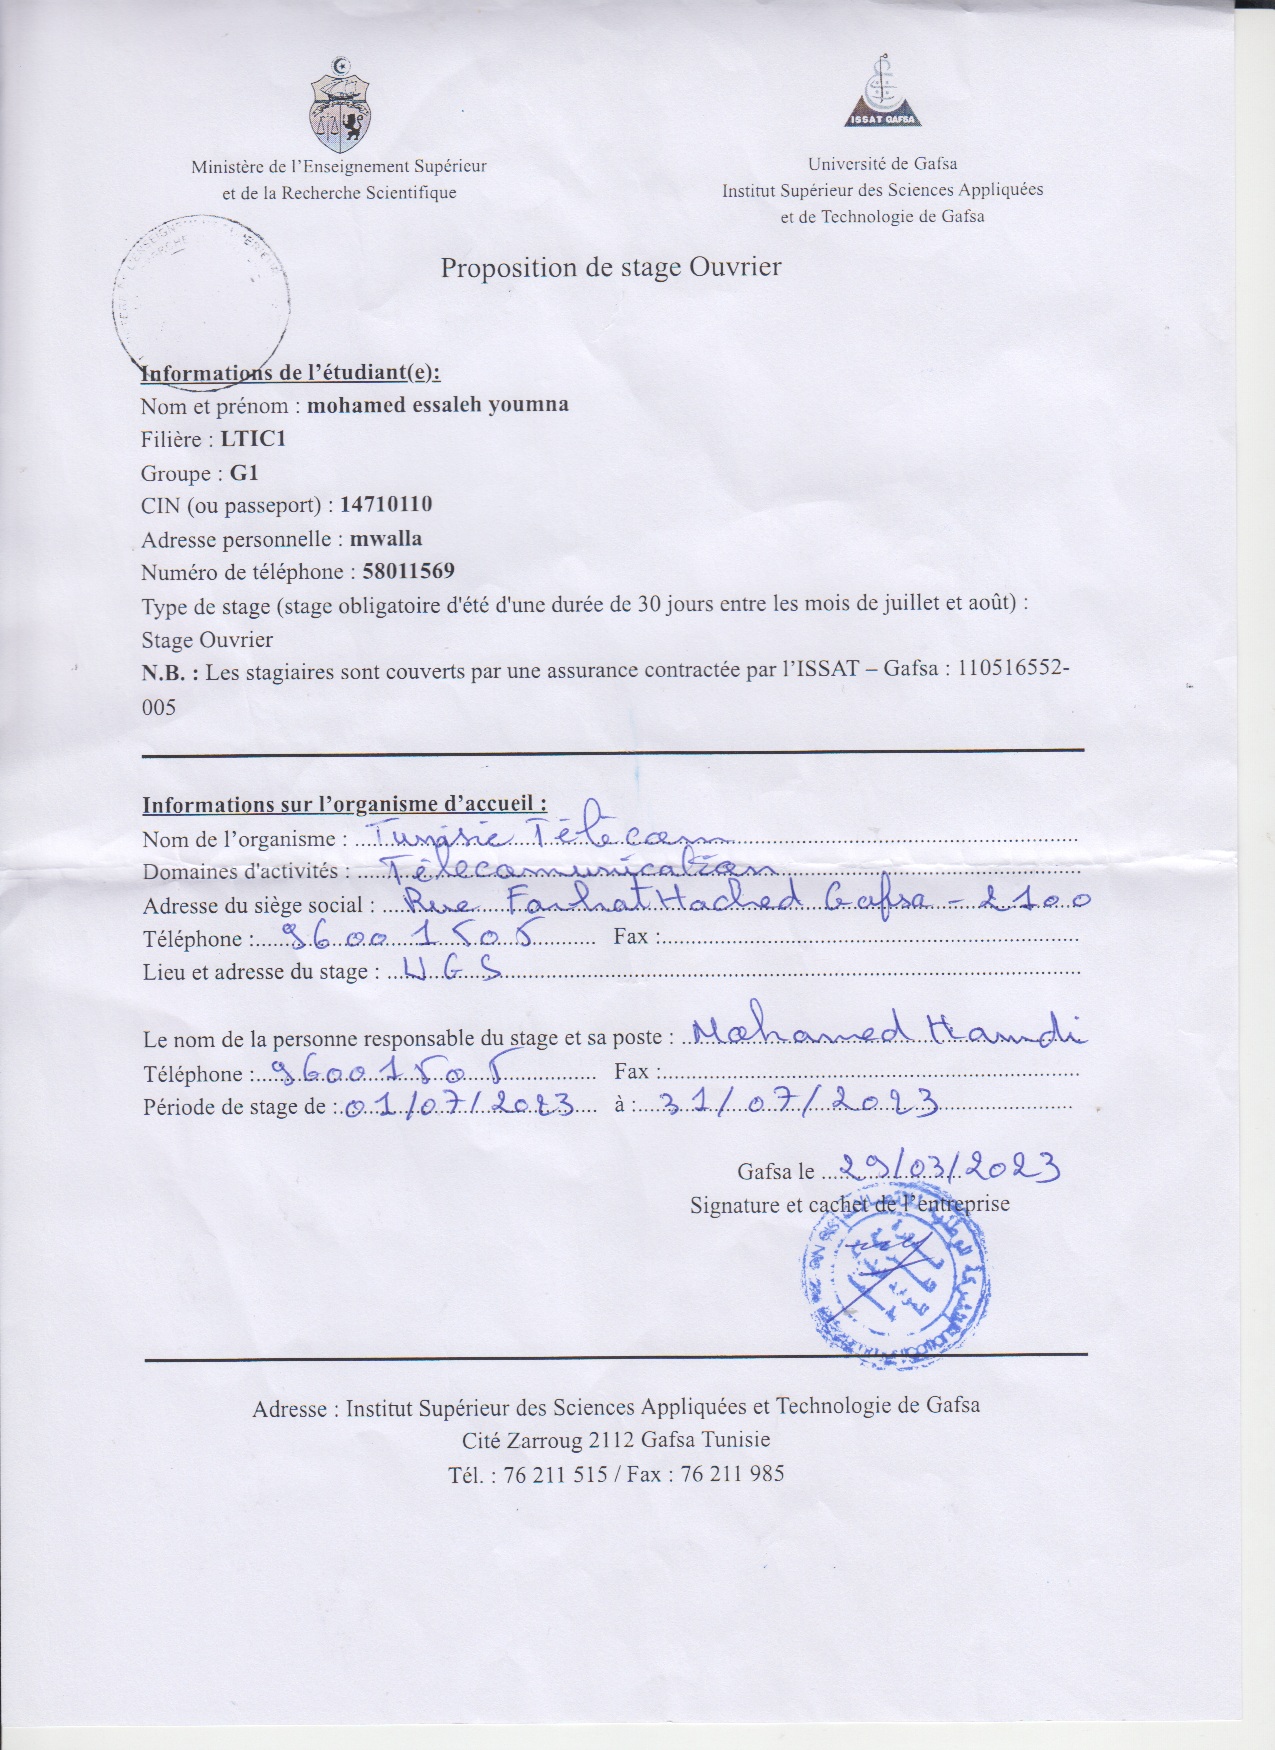 ISSAT GAFSA
Ministère de l'Enseignement Supérieur
et de la Recherche Scientifique
Université de Gafsa
Institut Supérieur des Sciences Appliquées
et de Technologie de Gafsa
Proposition de stage Ouvrier
Informations de l'étudiant(e):
Nom et prénom : mohamed essaleh youmna
Filière : LTIC1
Groupe : G1
CIN (ou passeport) : 14710110
Adresse personnelle : mwalla
Numéro de téléphone : 58011569
Type de stage (stage obligatoire d'été d'une durée de 30 jours entre les mois de juillet et août) :
Stage Ouvrier
N.B. : Les stagiaires sont couverts par une assurance contractée par l'ISSAT – Gafsa : 110516552-
005
Informations sur l'organisme d'accueil :
Nom de l'organisme : Tunisie Télécom
Domaines d'activités : Télécomunication
Adresse du siège social : Rue Farhat Hached Gafsa - 2100
Téléphone : 96001505 Fax :
Lieu et adresse du stage : UGS
Le nom de la personne responsable du stage et sa poste : Mohamed Hamdi
Téléphone : 96001505 Fax :
Période de stage de : 01/07/2023 à : 31/07/2023
Gafsa le 29/03/2023
Signature et cachet de l'entreprise
Adresse : Institut Supérieur des Sciences Appliquées et Technologie de Gafsa
Cité Zarroug 2112 Gafsa Tunisie
Tél. : 76 211 515 / Fax : 76 211 985